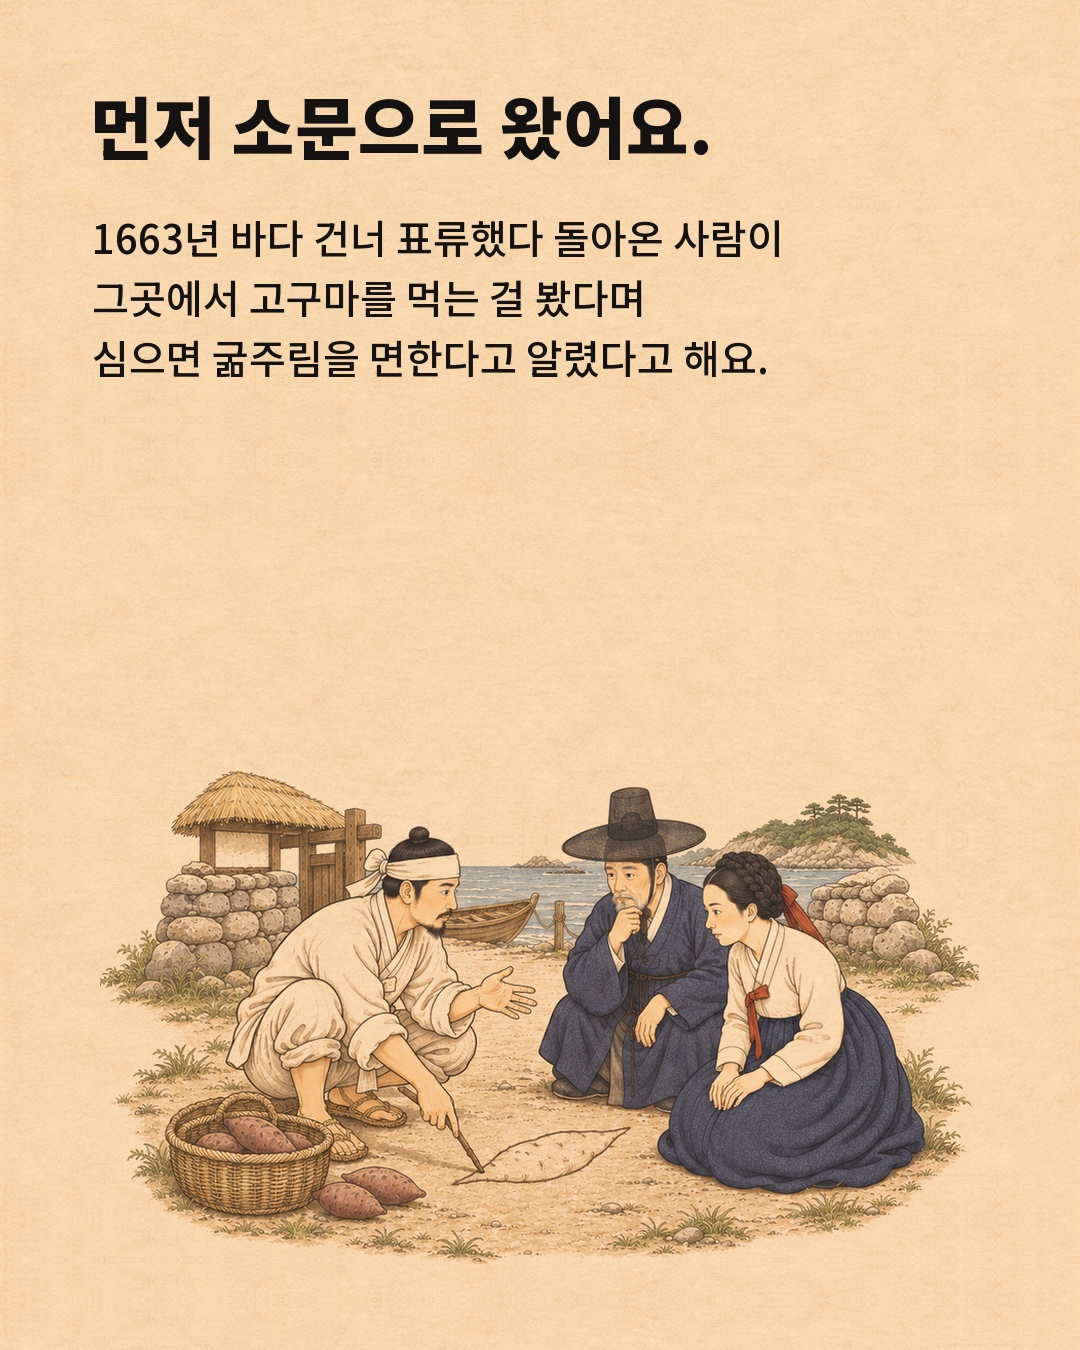 먼저 소문으로 왔어요.
1663년 바다 건너 표류했다 돌아온 사람이
그곳에서 고구마를 먹는 걸 봤다며
심으면 굶주림을 면한다고 알렸다고 해요.